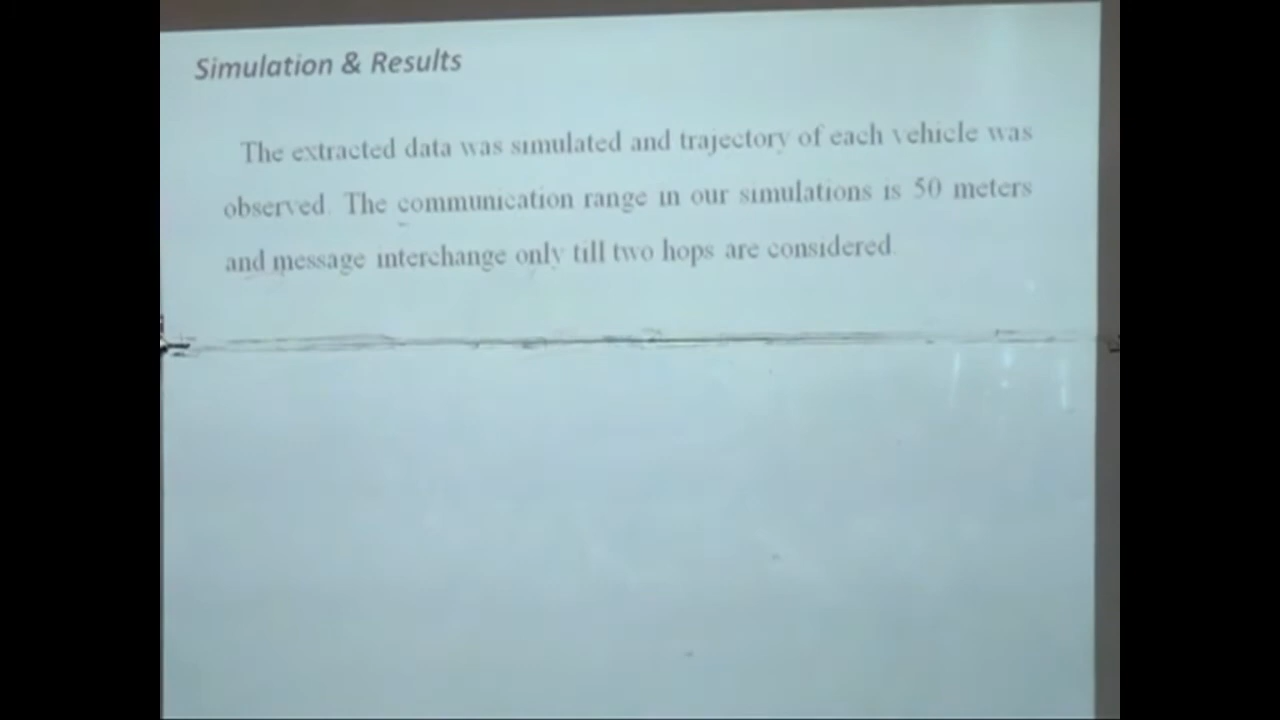 Simulation & Results
The extracted data was simulated and trajectory of each vehicle was
observed. The communication range in our simulations is 50 meters
and message interchange only till two hops are considered.